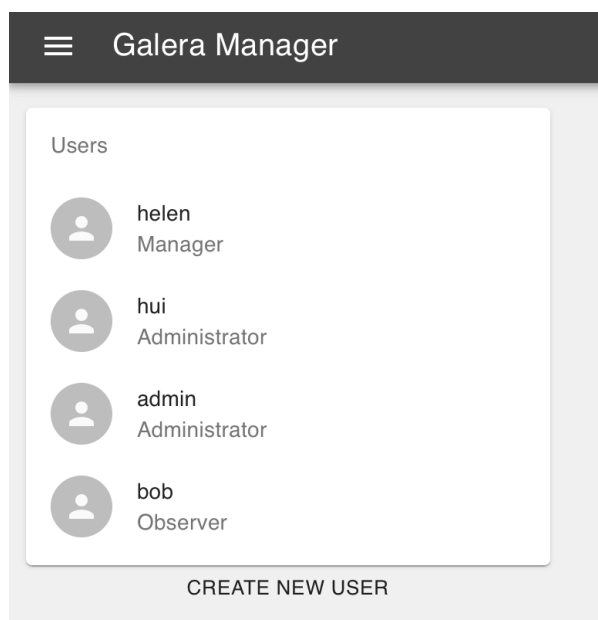 Galera Manager
Users
helen
Manager
hui
Administrator
admin
Administrator
bob
Observer
CREATE NEW USER